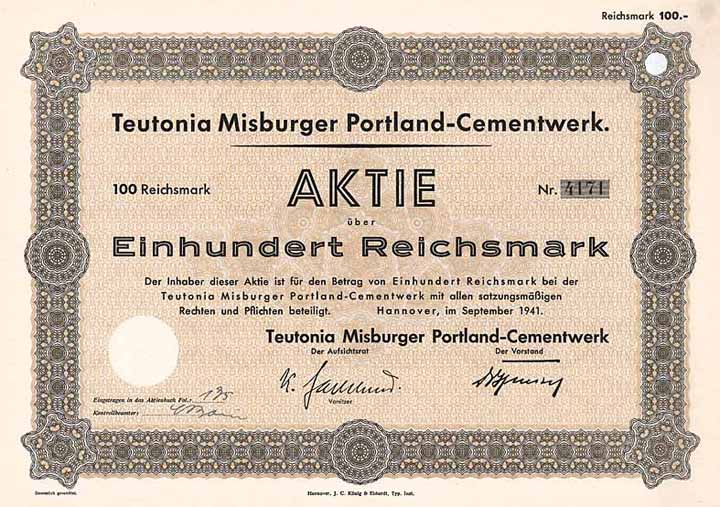 Reichsmark 100.-
Teutonia Misburger Portland-Cementwerk.
100 Reichsmark AKTIE Nr. 4171
über
Einhundert Reichsmark
Der Inhaber dieser Aktie ist für den Betrag von Einhundert Reichsmark bei der
Teutonia Misburger Portland-Cementwerk mit allen satzungsmäßigen
Rechten und Pflichten beteiligt. Hannover, im September 1941.
Teutonia Misburger Portland-Cementwerk
Der Aufsichtsrat Der Vorstand
Vorsitzer
Eingetragen in das Aktienbuch Fol.: 135
Kontrollbeamter:
Hannover, J. C. König & Ebhardt, Typ. Inst.